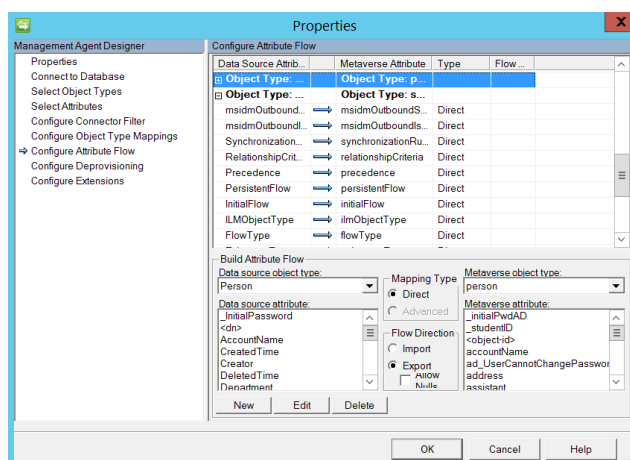 Properties
x
Management Agent Designer
Properties
Connect to Database
Select Object Types
Select Attributes
Configure Connector Filter
Configure Object Type Mappings
Configure Attribute Flow
Configure Deprovisioning
Configure Extensions
Configure Attribute Flow
Data Source Attrib... Metaverse Attribute Type Flow ...
Object Type: ... Object Type: p...
Object Type: ... Object Type: s...
msidmOutbound... msidmOutboundS... Direct
msidmOutboundI... msidmOutboundIs... Direct
Synchronization... synchronizationRu... Direct
RelationshipCrit... relationshipCriteria Direct
Precedence precedence Direct
PersistentFlow persistentFlow Direct
InitialFlow initialFlow Direct
ILMObjectType ilmObjectType Direct
FlowType flowType Direct
Build Attribute Flow
Data source object type:
Person
Data source attribute:
_InitialPassword
<dn>
AccountName
CreatedTime
Creator
DeletedTime
Department
Mapping Type
Direct
Advanced
Flow Direction
Import
Export
Allow
Nulls
Metaverse object type:
person
Metaverse attribute:
_initialPwdAD
_studentID
<object-id>
accountName
ad_UserCannotChangePasswor
address
assistant
New Edit Delete
OK Cancel Help